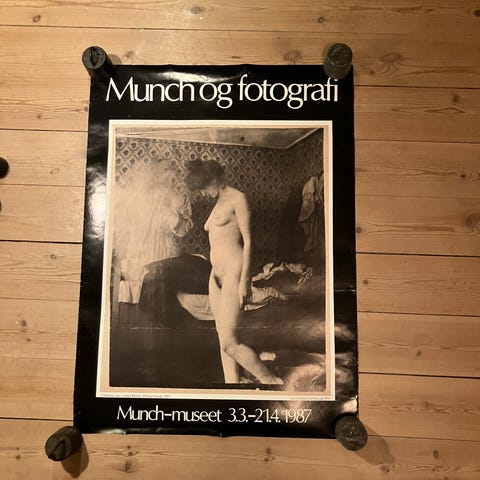 Munch og fotografi
Munch-museet 3.3.-21.4. 1987